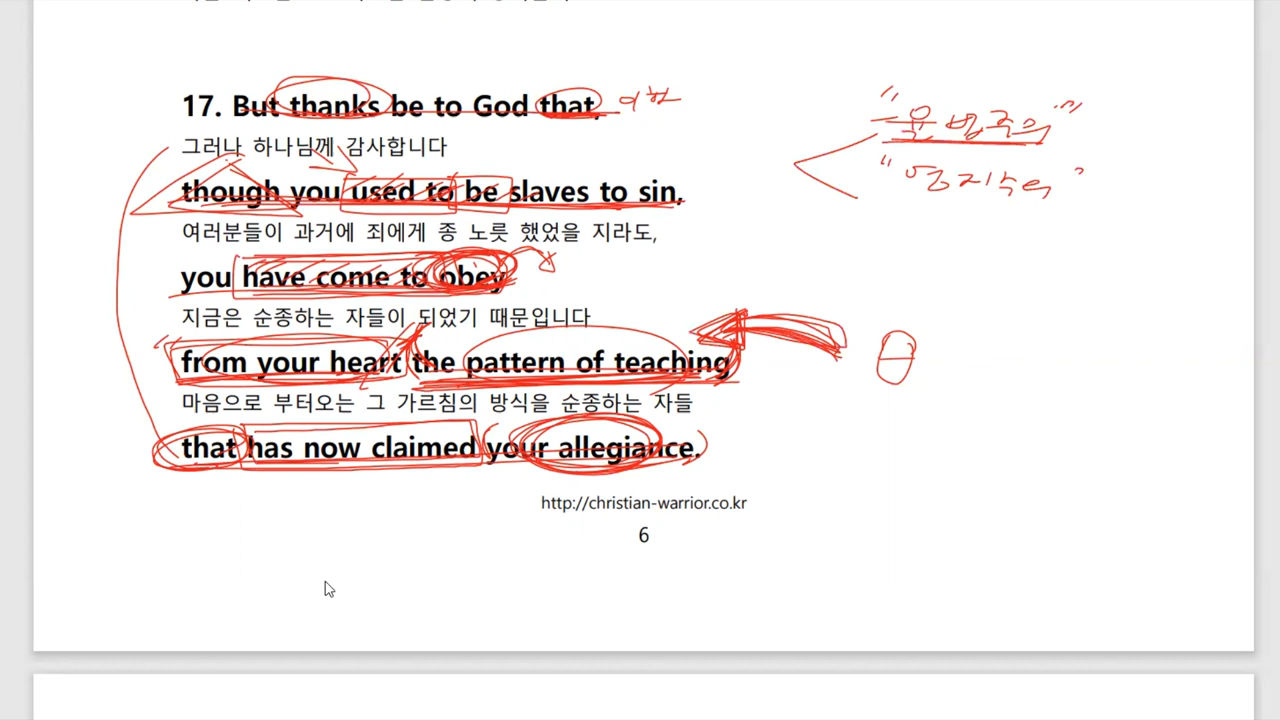 17. But thanks be to God that, 이한
그러나 하나님께 감사합니다
though you used to be slaves to sin,
여러분들이 과거에 죄에게 종 노릇 했었을 지라도,
you have come to obey
지금은 순종하는 자들이 되었기 때문입니다
from your heart the pattern of teaching
마음으로 부터오는 그 가르침의 방식을 순종하는 자들
that has now claimed your allegiance.
"율법주의"
http://christian-warrior.co.kr
6